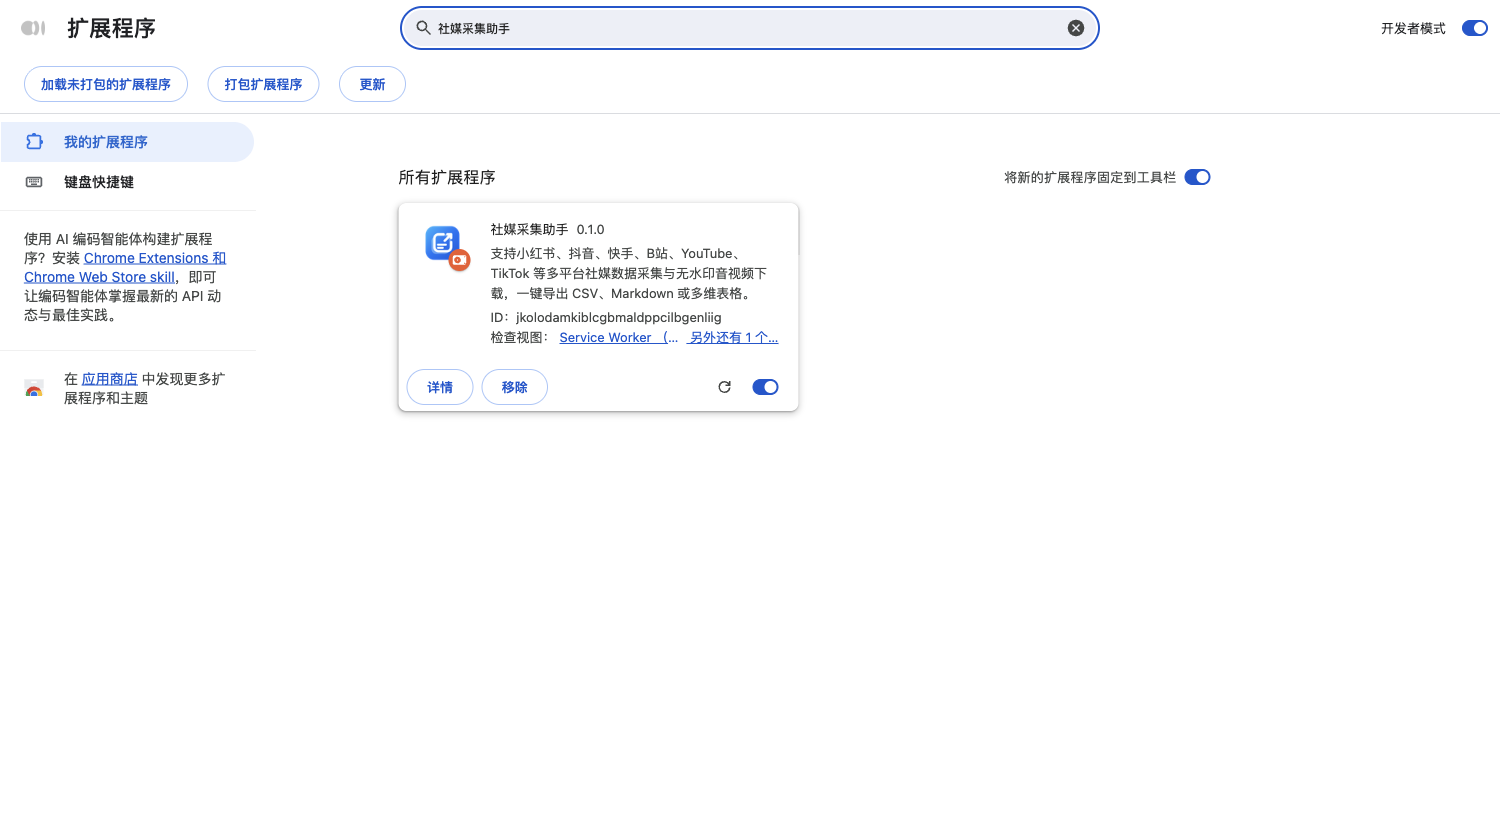 扩展程序
社媒采集助手
开发者模式
加载未打包的扩展程序
打包扩展程序
更新
我的扩展程序
键盘快捷键
使用 AI 编码智能体构建扩展程
序？安装 Chrome Extensions 和
Chrome Web Store skill，即可
让编码智能体掌握最新的 API 动
态与最佳实践。
在 应用商店 中发现更多扩
展程序和主题
所有扩展程序
将新的扩展程序固定到工具栏
社媒采集助手 0.1.0
支持小红书、抖音、快手、B站、YouTube、
TikTok 等多平台社媒数据采集与无水印音视频下
载，一键导出 CSV、Markdown 或多维表格。
ID：jkolodamkiblcgbmaldppcilbgenliig
检查视图： Service Worker （... 另外还有 1 个...
详情
移除